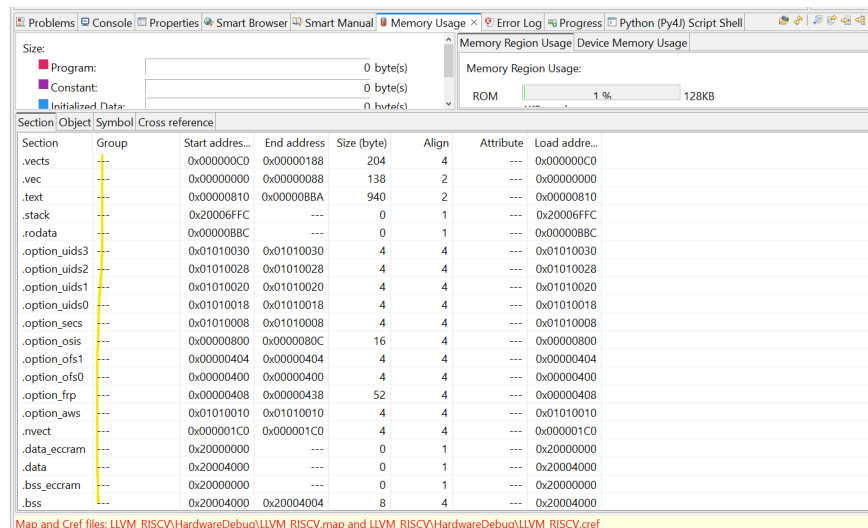 Problems Console Properties Smart Browser Smart Manual Memory Usage × Error Log Progress Python (Py4J) Script Shell
Size:
Program: 0 byte(s)
Constant: 0 byte(s)
Initialized Data: 0 byte(s)
Memory Region Usage Device Memory Usage
Memory Region Usage:
ROM 1 % 128KB
Section Object Symbol Cross reference
Section Group Start addres... End address Size (byte) Align Attribute Load addre...
.vects --- 0x000000C0 0x00000188 204 4 --- 0x000000C0
.vec --- 0x00000000 0x00000088 138 2 --- 0x00000000
.text --- 0x00000810 0x00000BBA 940 2 --- 0x00000810
.stack --- 0x20006FFC --- 0 1 --- 0x20006FFC
.rodata --- 0x00000BBC --- 0 1 --- 0x00000BBC
.option_uids3 --- 0x01010030 0x01010030 4 4 --- 0x01010030
.option_uids2 --- 0x01010028 0x01010028 4 4 --- 0x01010028
.option_uids1 --- 0x01010020 0x01010020 4 4 --- 0x01010020
.option_uids0 --- 0x01010018 0x01010018 4 4 --- 0x01010018
.option_secs --- 0x01010008 0x01010008 4 4 --- 0x01010008
.option_osis --- 0x00000800 0x0000080C 16 4 --- 0x00000800
.option_ofs1 --- 0x00000404 0x00000404 4 4 --- 0x00000404
.option_ofs0 --- 0x00000400 0x00000400 4 4 --- 0x00000400
.option_frp --- 0x00000408 0x00000438 52 4 --- 0x00000408
.option_aws --- 0x01010010 0x01010010 4 4 --- 0x01010010
.nvect --- 0x000001C0 0x000001C0 4 4 --- 0x000001C0
.data_eccram --- 0x20000000 --- 0 1 --- 0x20000000
.data --- 0x20004000 --- 0 1 --- 0x20004000
.bss_eccram --- 0x20000000 --- 0 1 --- 0x20000000
.bss --- 0x20004000 0x20004004 8 4 --- 0x20004000
Map and Cref files: LLVM_RISCV\HardwareDebug\LLVM_RISCV.map and LLVM_RISCV\HardwareDebug\LLVM_RISCV.cref